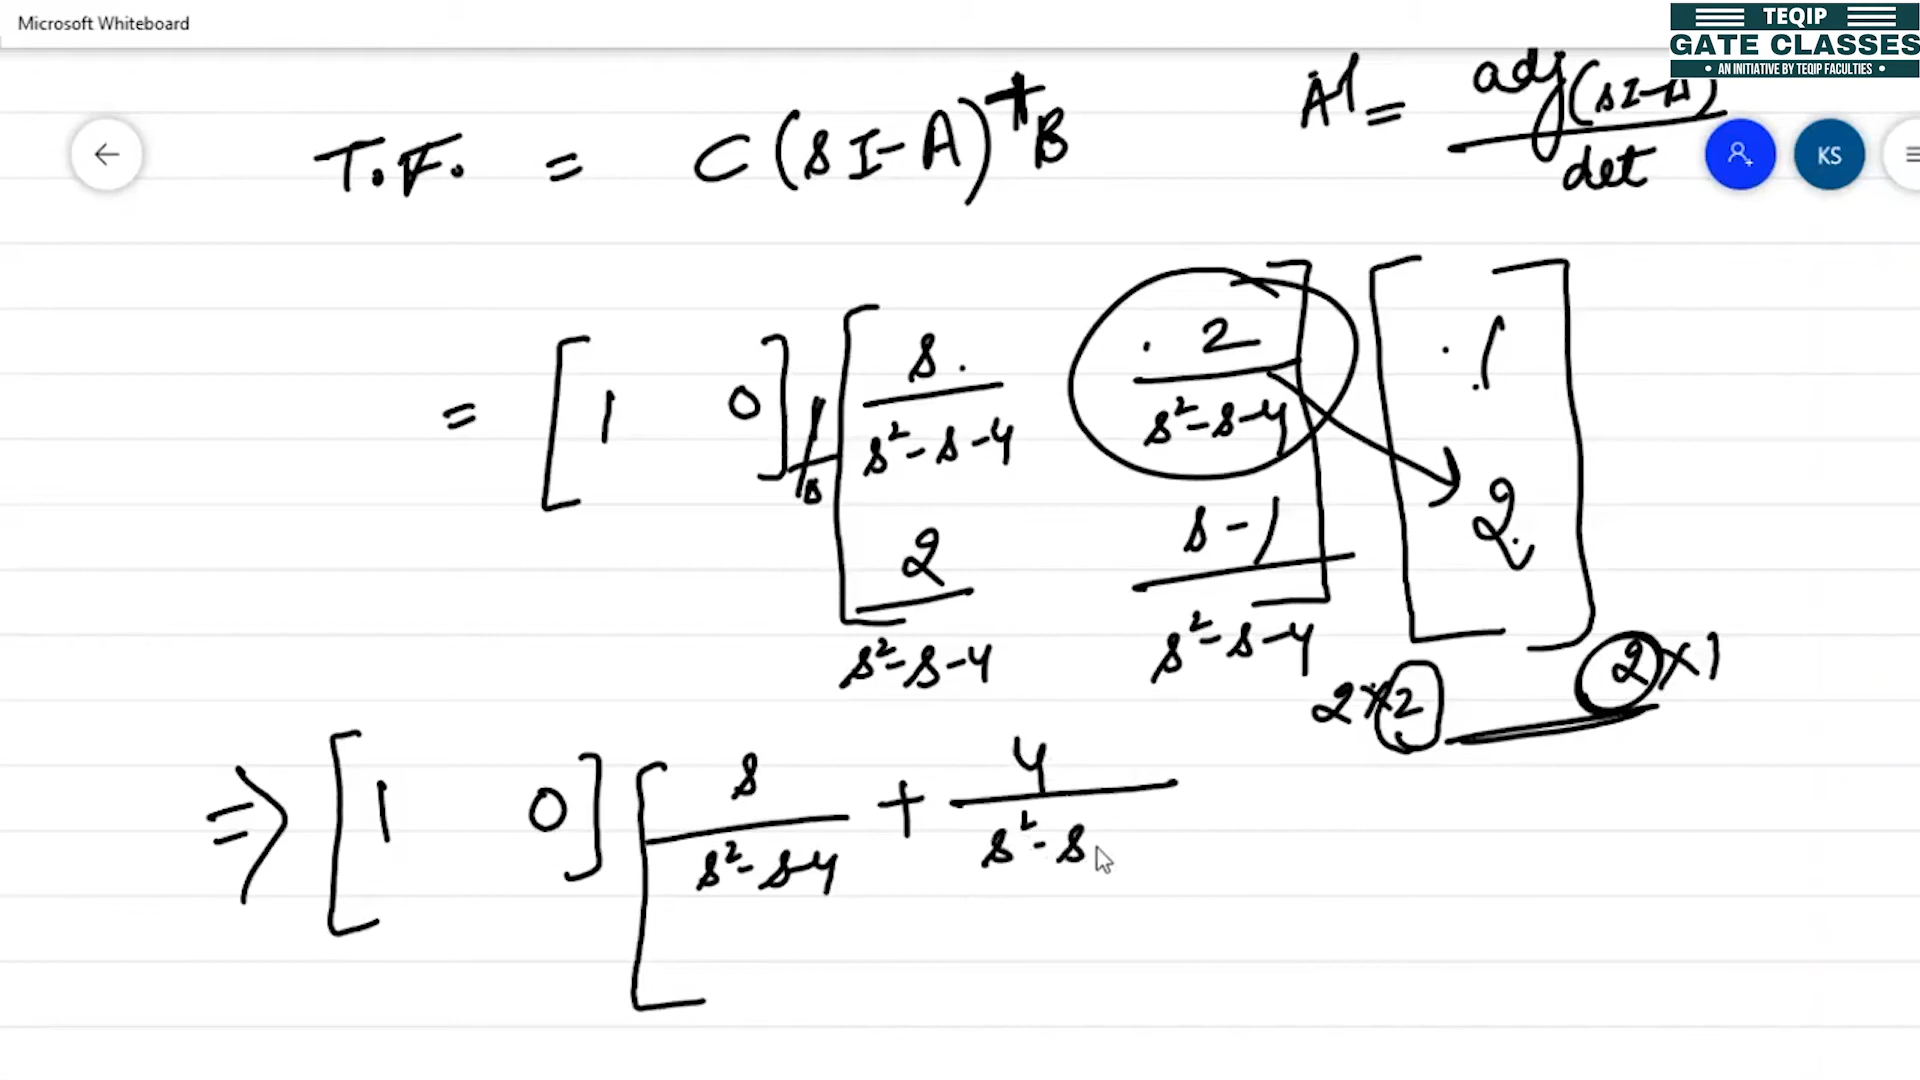 Microsoft Whiteboard
TEQIP
GATE CLASSES
• AN INITIATIVE BY TEQIP FACULTIES •
KS
T.F. = C (sI-A)⁻¹ B
A⁻¹ = adj(sI-A) / det
= [1 0] [s/(s²-s-4) 2/(s²-s-4)] [1]
[2/(s²-s-4) s-1/(s²-s-4)] [2]
2×2 2×1
⇒ [1 0] [s/(s²-s-4) + 4/(s²-s